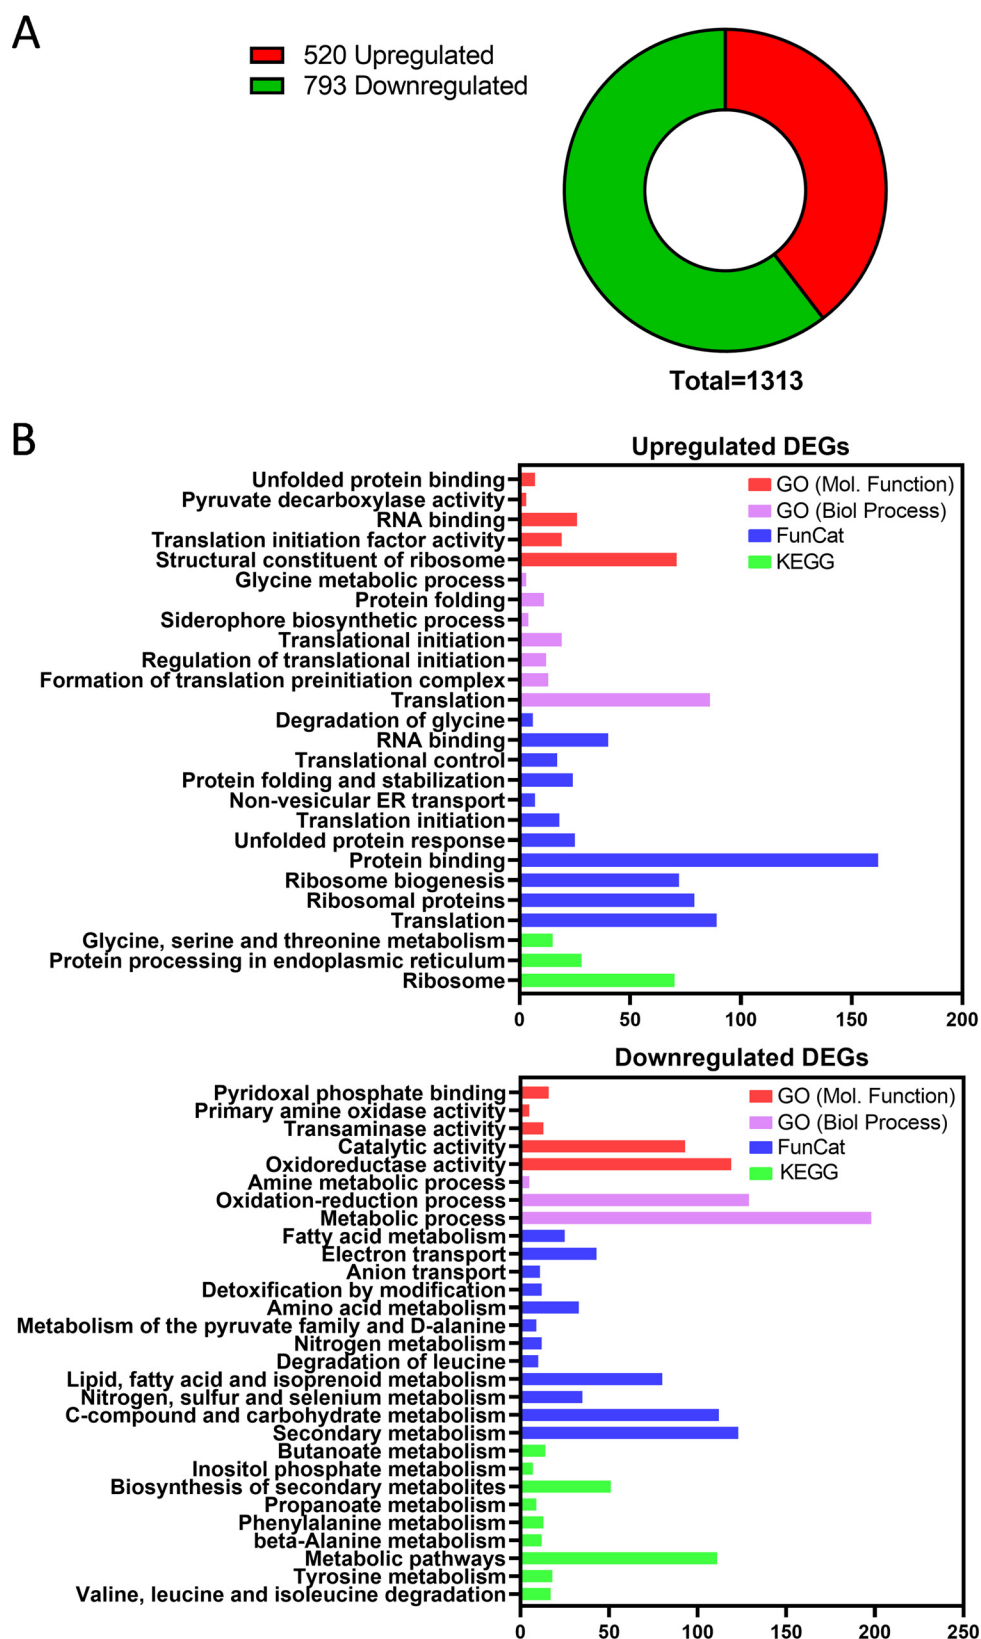 A
520 Upregulated
793 Downregulated
Total=1313
B
Upregulated DEGs
GO (Mol. Function)
GO (Biol Process)
FunCat
KEGG
Unfolded protein binding
Pyruvate decarboxylase activity
RNA binding
Translation initiation factor activity
Structural constituent of ribosome
Glycine metabolic process
Protein folding
Siderophore biosynthetic process
Translational initiation
Regulation of translational initiation
Formation of translation preinitiation complex
Translation
Degradation of glycine
RNA binding
Translational control
Protein folding and stabilization
Non-vesicular ER transport
Translation initiation
Unfolded protein response
Protein binding
Ribosome biogenesis
Ribosomal proteins
Translation
Glycine, serine and threonine metabolism
Protein processing in endoplasmic reticulum
Ribosome
0 50 100 150 200
Downregulated DEGs
GO (Mol. Function)
GO (Biol Process)
FunCat
KEGG
Pyridoxal phosphate binding
Primary amine oxidase activity
Transaminase activity
Catalytic activity
Oxidoreductase activity
Amine metabolic process
Oxidation-reduction process
Metabolic process
Fatty acid metabolism
Electron transport
Anion transport
Detoxification by modification
Amino acid metabolism
Metabolism of the pyruvate family and D-alanine
Nitrogen metabolism
Degradation of leucine
Lipid, fatty acid and isoprenoid metabolism
Nitrogen, sulfur and selenium metabolism
C-compound and carbohydrate metabolism
Secondary metabolism
Butanoate metabolism
Inositol phosphate metabolism
Biosynthesis of secondary metabolites
Propanoate metabolism
Phenylalanine metabolism
beta-Alanine metabolism
Metabolic pathways
Tyrosine metabolism
Valine, leucine and isoleucine degradation
0 50 100 150 200 250